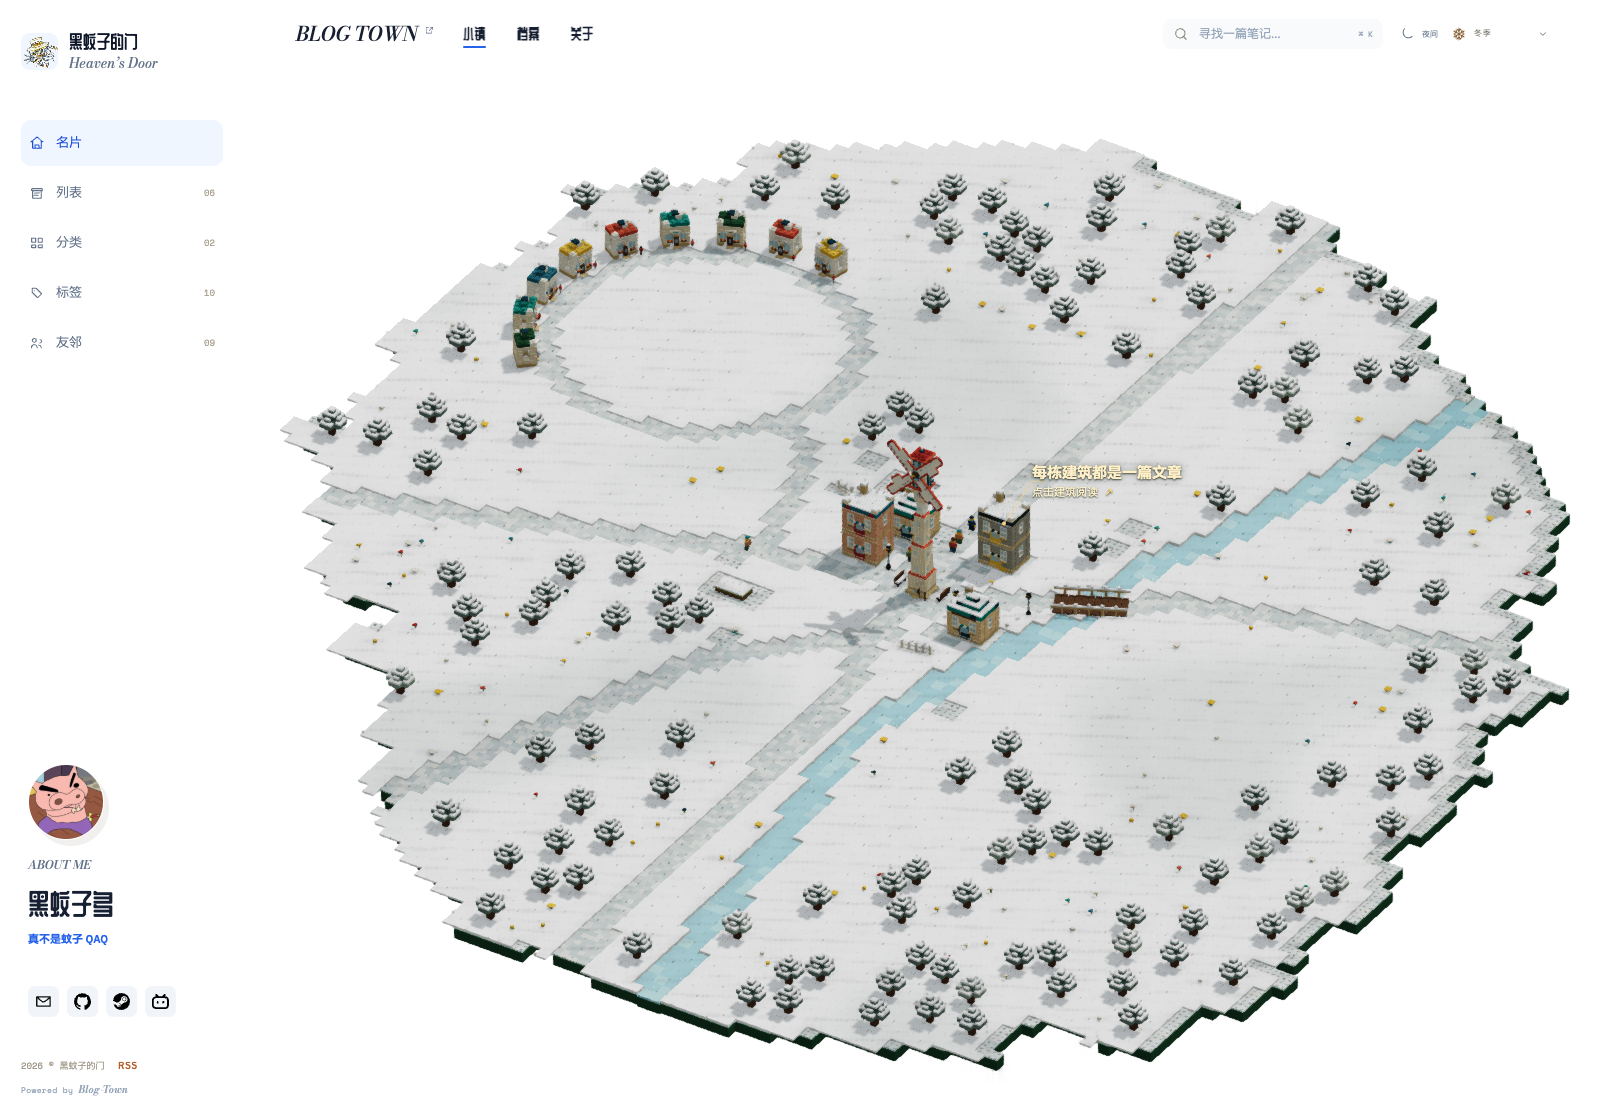 黑蚊子的门
Heaven's Door
BLOG TOWN
小镇
档案
关于
寻找一篇笔记...
⌘ K
夜间
冬季
名片
列表 06
分类 02
标签 10
友邻 09
每栋建筑都是一篇文章
点击建筑阅读 ↗
ABOUT ME
黑蚊子多
真不是蚊子 QAQ
2026 © 黑蚊子的门 RSS
Powered by Blog-Town